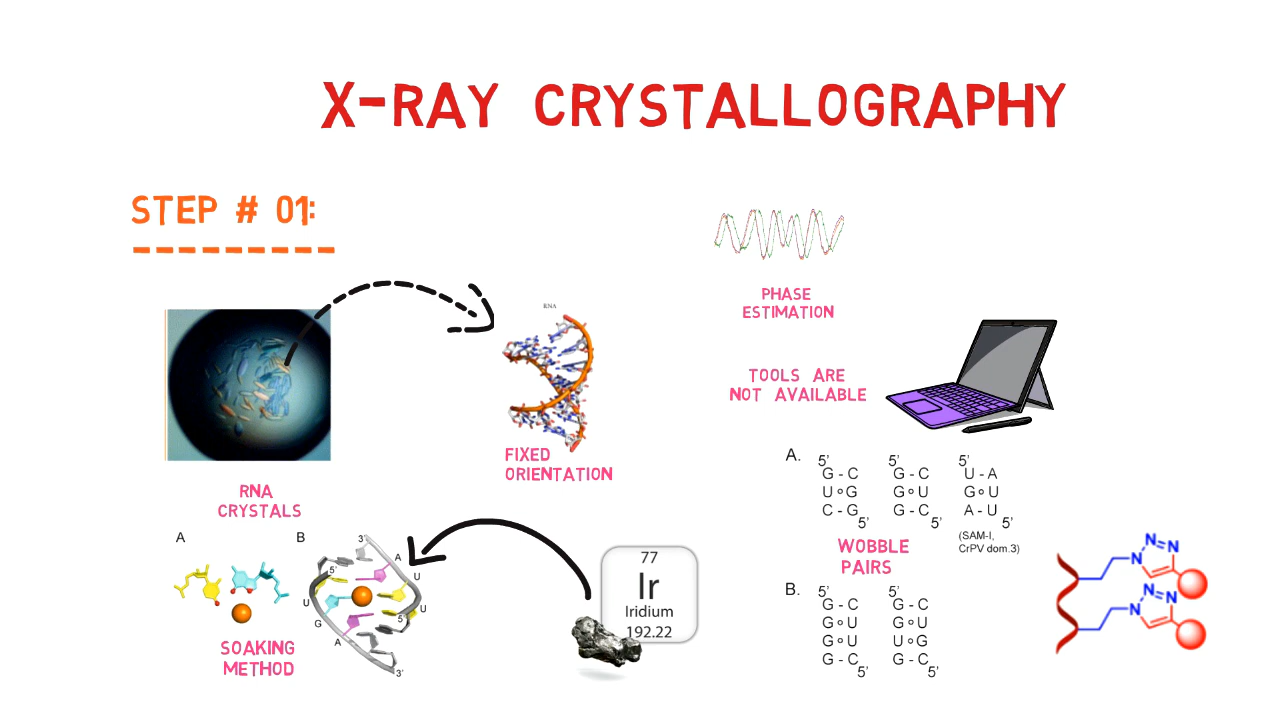 X-RAY CRYSTALLOGRAPHY
STEP # 01:
---------
RNA
CRYSTALS
RNA
FIXED
ORIENTATION
PHASE
ESTIMATION
TOOLS ARE
NOT AVAILABLE
A
B
3'
5'
A
U
U
U
5'
G
A
3'
SOAKING
METHOD
77
Ir
Iridium
192.22
A.
5' 5' 5'
G - C G - C U - A
U ∘ G G ∘ U G ∘ U
C - G G - C A - U
5' 5' 5'
(SAM-I,
CrPV dom.3)
WOBBLE
PAIRS
B.
5' 5'
G - C G - C
G ∘ U G ∘ U
G ∘ U U ∘ G
G - C G - C
5' 5'
N=N
N
N=N
N